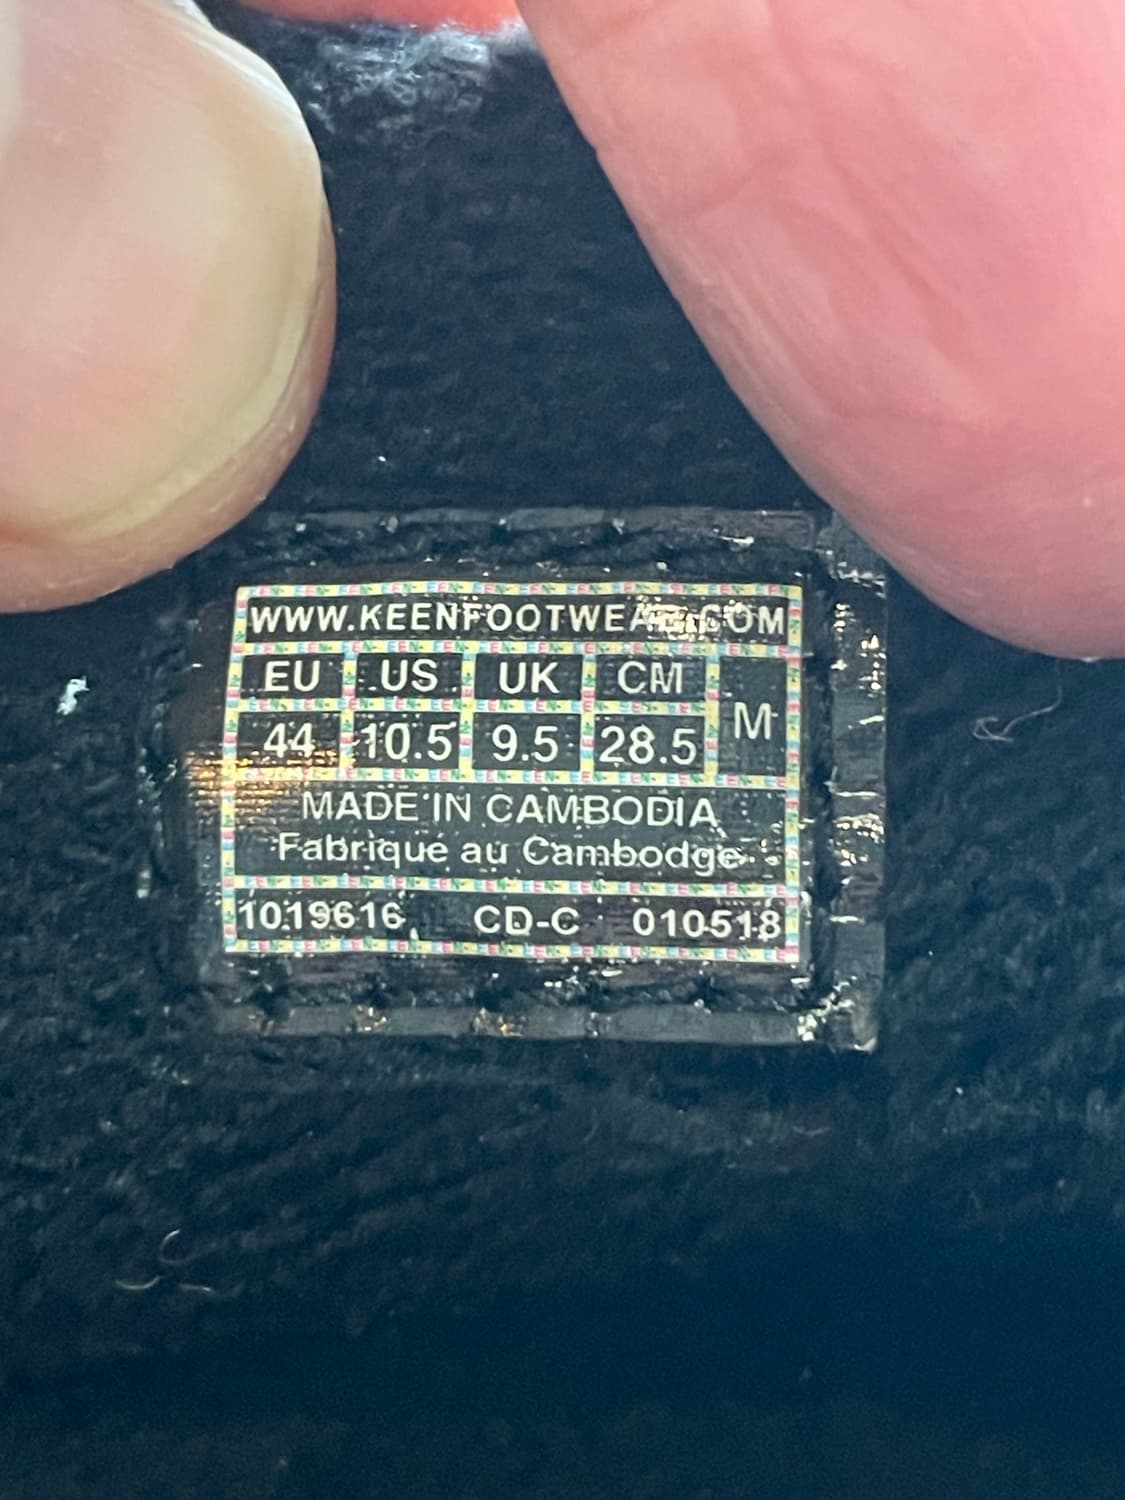 WWW.KEENFOOTWEAR.COM
EU US UK CM M
44 10.5 9.5 28.5
MADE IN CAMBODIA
Fabriqué au Cambodge
1019616 CD-C 010518